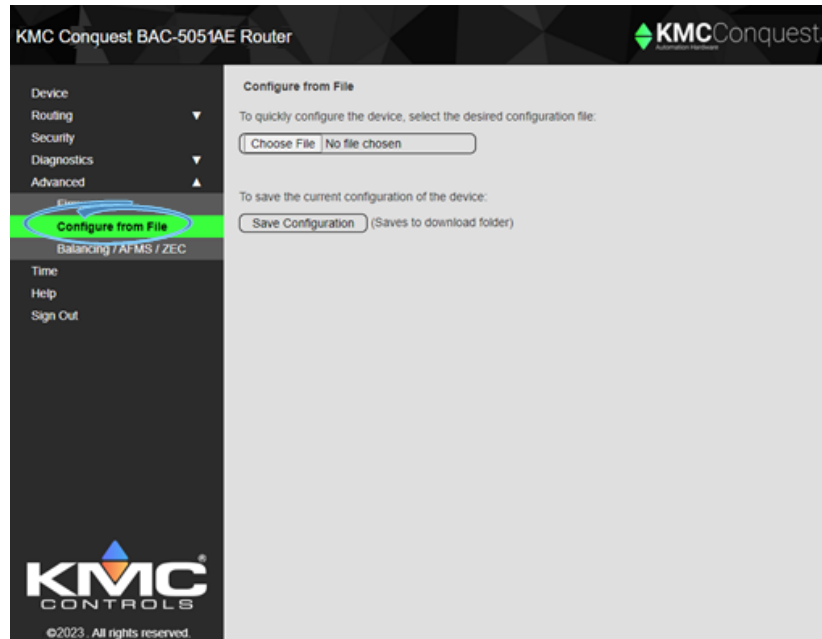 KMC Conquest BAC-5051AE Router
KMCConquest
Automation Hardware
Device
Routing ▼
Security
Diagnostics ▼
Advanced ▲
Configure from File
Balancing / AFMS / ZEC
Time
Help
Sign Out
Configure from File
To quickly configure the device, select the desired configuration file:
Choose File No file chosen
To save the current configuration of the device:
Save Configuration (Saves to download folder)
KMC®
CONTROLS
©2023 . All rights reserved.